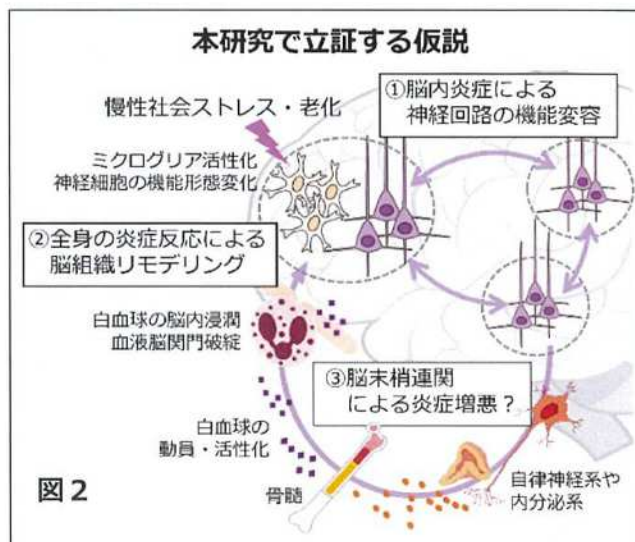 本研究で立証する仮説
①脳内炎症による
神経回路の機能変容
慢性社会ストレス・老化
ミクログリア活性化
神経細胞の機能形態変化
②全身の炎症反応による
脳組織リモデリング
白血球の脳内浸潤
血液脳関門破綻
③脳末梢連関
による炎症増悪？
白血球の
動員・活性化
骨髄
自律神経系や
内分泌系
図２